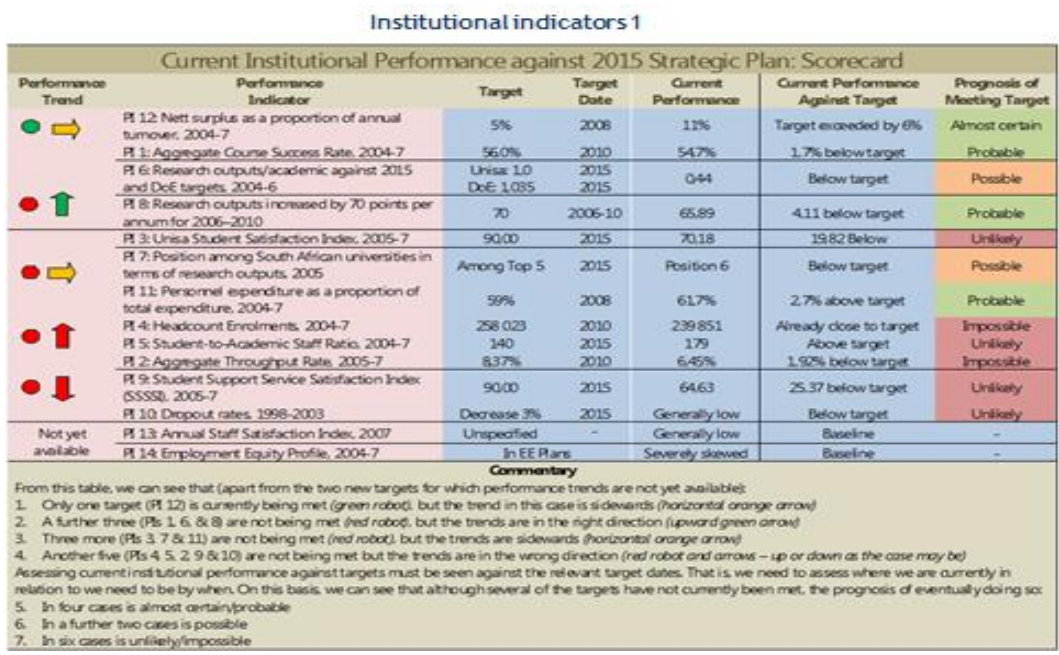 Institutional indicators 1
Current Institutional Performance against 2015 Strategic Plan: Scorecard
Performance Trend Performance Indicator Target Target Date Current Performance Current Performance Against Target Prognosis of Meeting Target
PI 12: Nett surplus as a proportion of annual turnover, 2004-7 5% 2008 11% Target exceeded by 6% Almost certain
PI 1: Aggregate Course Success Rate, 2004-7 56.0% 2010 54.7% 1.7% below target Probable
PI 6: Research outputs/academic against 2015 and DoE targets, 2004-6 Unisa: 1.0 DoE: 1.035 2015 2015 0.44 Below target Possible
PI 8: Research outputs increased by 70 points per annum for 2006–2010 70 2006-10 65.89 4.11 below target Probable
PI 3: Unisa Student Satisfaction Index, 2005-7 90.00 2015 70.18 19.82 Below Unlikely
PI 7: Position among South African universities in terms of research outputs, 2005 Among Top 5 2015 Position 6 Below target Possible
PI 11: Personnel expenditure as a proportion of total expenditure, 2004-7 59% 2008 61.7% 2.7% above target Probable
PI 4: Headcount Enrolments, 2004-7 258 023 2010 239 851 Already close to target Impossible
PI 5: Student-to-Academic Staff Ratio, 2004-7 140 2015 179 Above target Unlikely
PI 2: Aggregate Throughput Rate, 2005-7 8.37% 2010 6.45% 1.92% below target Impossible
PI 9: Student Support Service Satisfaction Index (SSSSI), 2005-7 90.00 2015 64.63 25.37 below target Unlikely
PI 10: Dropout rates, 1998-2003 Decrease 3% 2015 Generally low Below target Unlikely
Not yet available
PI 13: Annual Staff Satisfaction Index, 2007 Unspecified - Generally low Baseline -
PI 14: Employment Equity Profile, 2004-7 In EE Plans Severely skewed Baseline -
Commentary
From this table, we can see that (apart from the two new targets for which performance trends are not yet available):
1. Only one target (PI 12) is currently being met (green robot), but the trend in this case is sidewards (horizontal orange arrow)
2. A further three (PIs 1, 6, & 8) are not being met (red robot), but the trends are in the right direction (upward green arrow)
3. Three more (PIs 3, 7 & 11) are not being met (red robot), but the trends are sidewards (horizontal orange arrow)
4. Another five (PIs 4, 5, 2, 9 & 10) are not being met but the trends are in the wrong direction (red robot and arrows – up or down as the case may be)
Assessing current institutional performance against targets must be seen against the relevant target dates. That is, we need to assess where we are currently in
relation to we need to be by when. On this basis, we can see that although several of the targets have not currently been met, the prognosis of eventually doing so:
5. In four cases is almost certain/probable
6. In a further two cases is possible
7. In six cases is unlikely/impossible